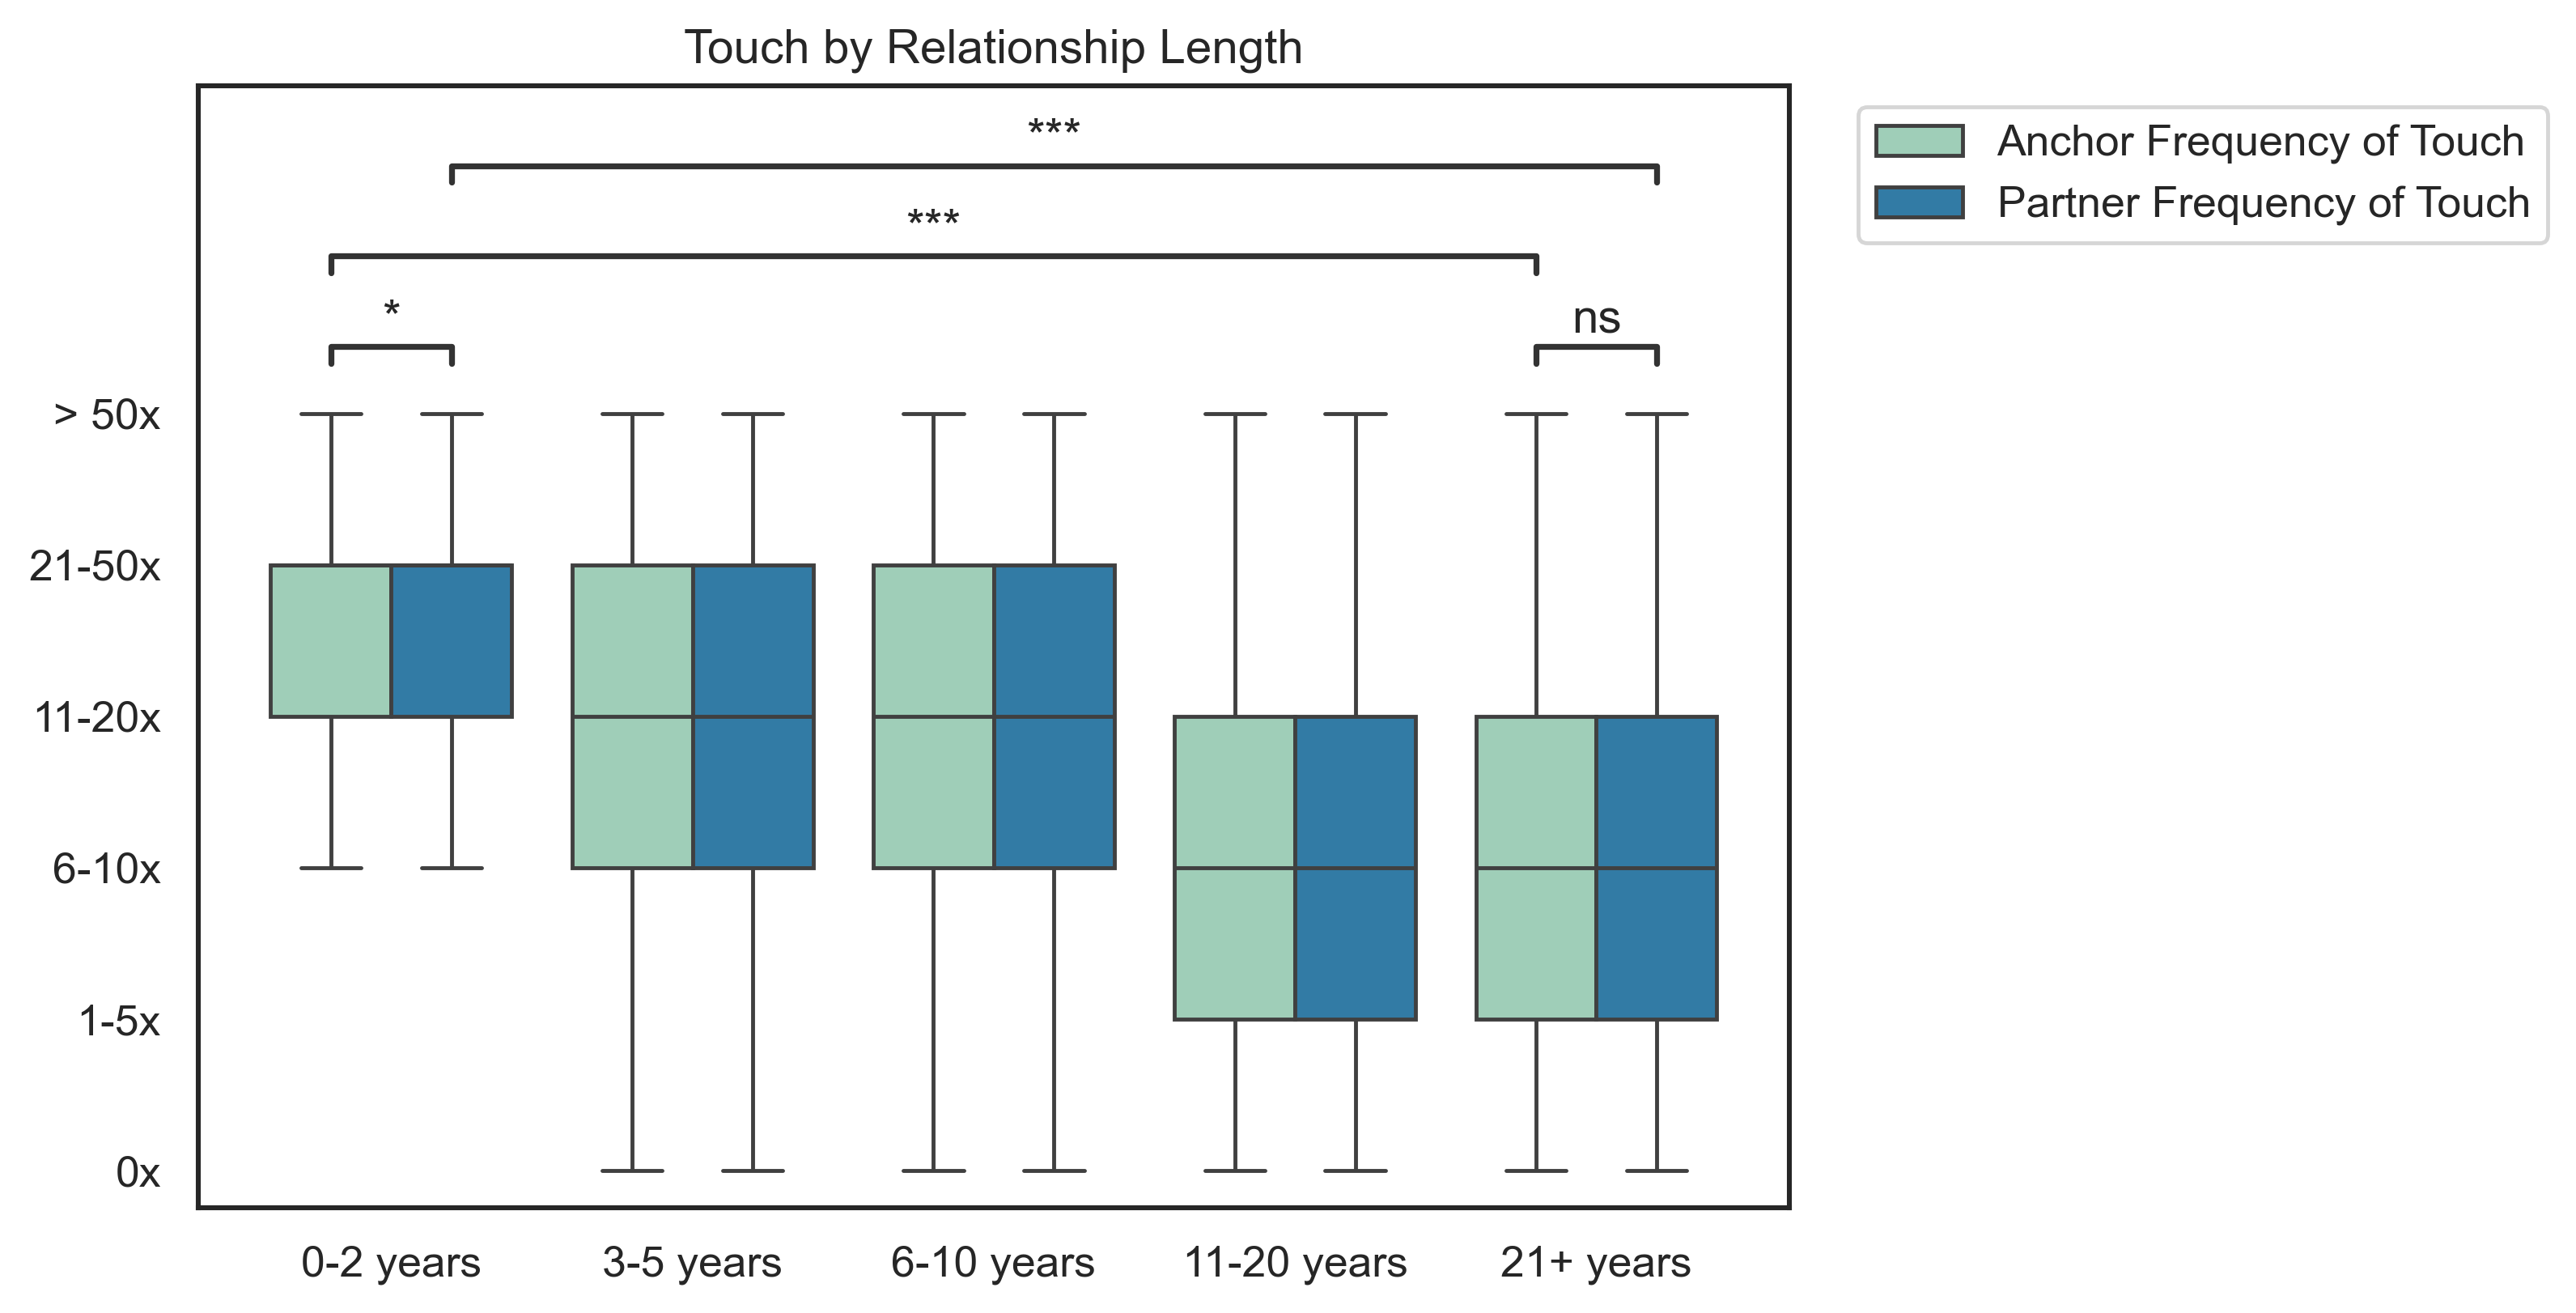 Touch by Relationship Length
Anchor Frequency of Touch
Partner Frequency of Touch
***
***
*
ns
> 50x
21-50x
11-20x
6-10x
1-5x
0x
0-2 years
3-5 years
6-10 years
11-20 years
21+ years